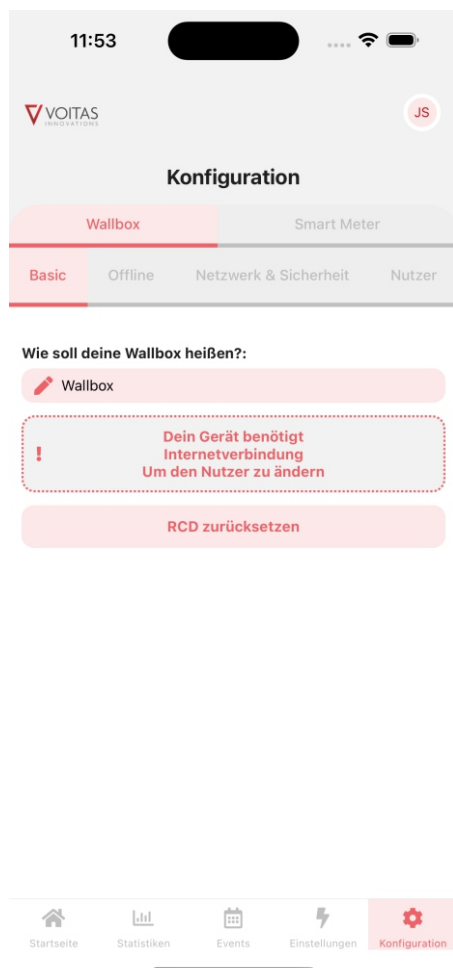 11:53
VOITAS
INNOVATIONS
JS
Konfiguration
Wallbox
Smart Meter
Basic
Offline
Netzwerk & Sicherheit
Nutzer
Wie soll deine Wallbox heißen?:
Wallbox
!
Dein Gerät benötigt
Internetverbindung
Um den Nutzer zu ändern
RCD zurücksetzen
Startseite
Statistiken
Events
Einstellungen
Konfiguration